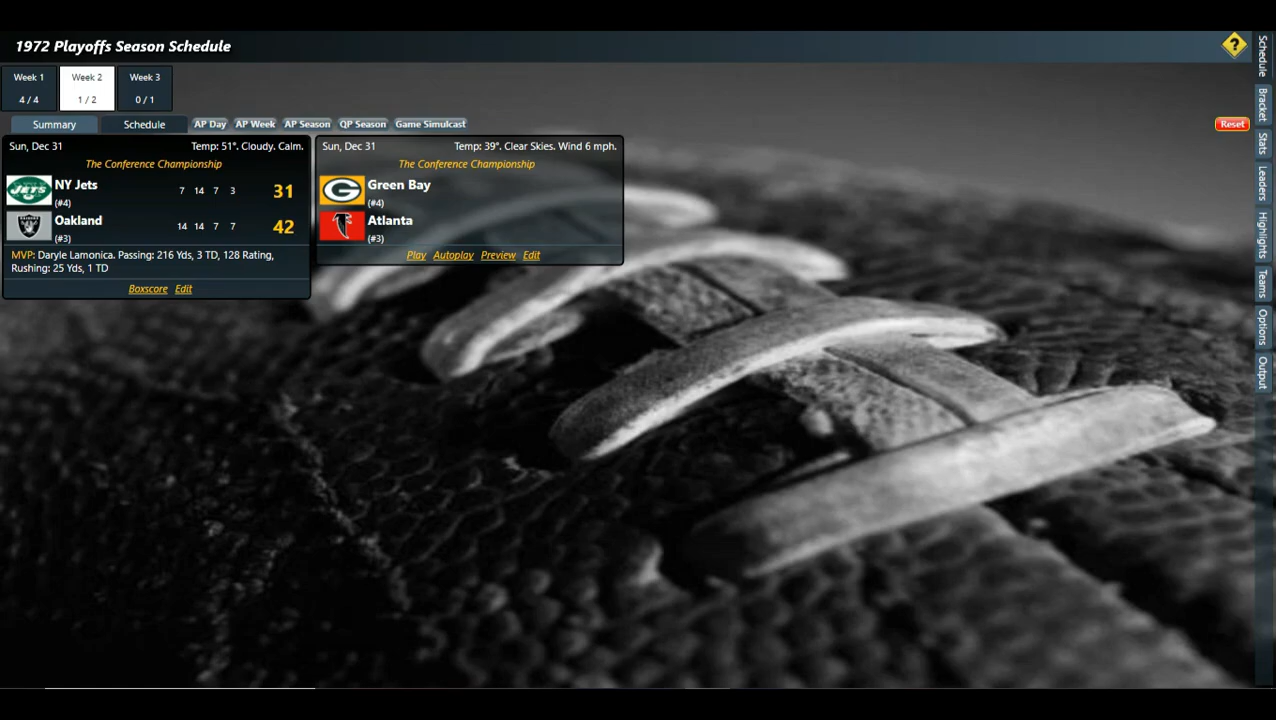 1972 Playoffs Season Schedule
?
Week 1 Week 2 Week 3
4 / 4 1 / 2 0 / 1
Summary Schedule AP Day AP Week AP Season QP Season Game Simulcast Reset
Sun, Dec 31 Temp: 51°. Cloudy. Calm.
The Conference Championship
JETS NY Jets 7 14 7 3 31
(#4)
Oakland 14 14 7 7 42
(#3)
MVP: Daryle Lamonica. Passing: 216 Yds, 3 TD, 128 Rating,
Rushing: 25 Yds, 1 TD
Boxscore Edit
Sun, Dec 31 Temp: 39°. Clear Skies. Wind 6 mph.
The Conference Championship
G Green Bay
(#4)
Atlanta
(#3)
Play Autoplay Preview Edit
Schedule
Bracket
Stats
Leaders
Highlights
Teams
Options
Output